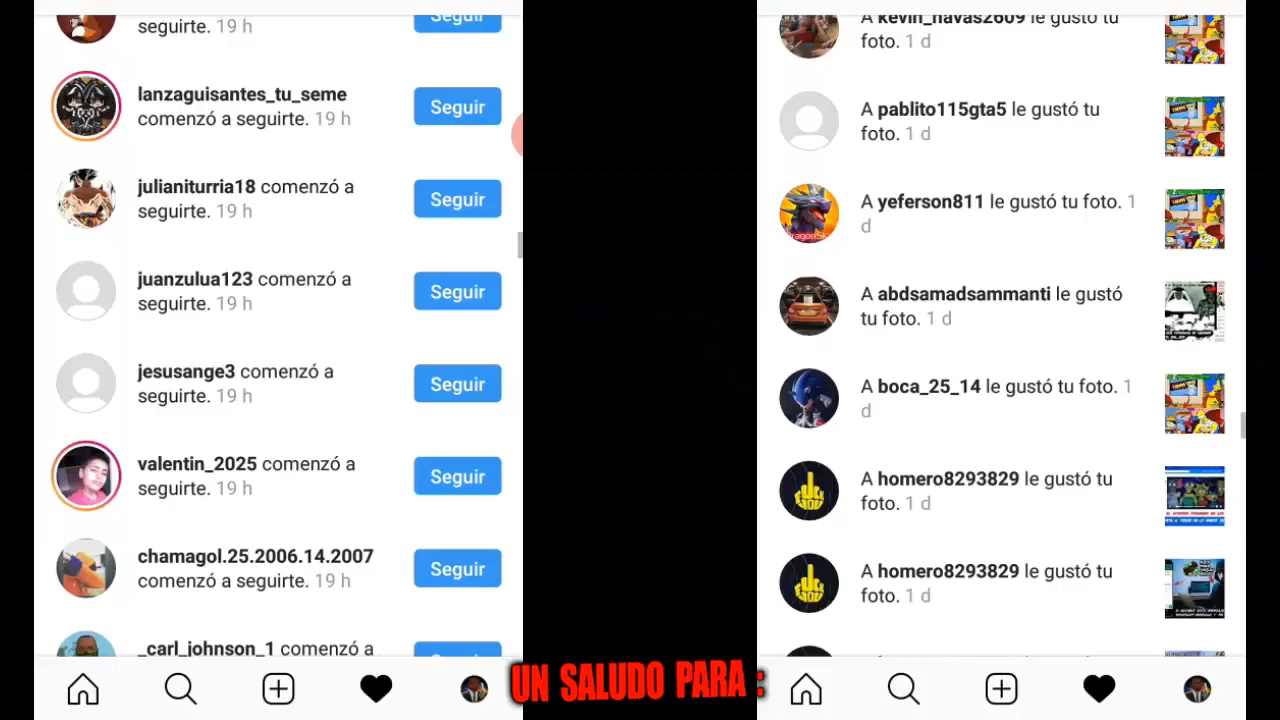 seguirte. 19 h
Seguir
lanzaguisantes_tu_seme
comenzó a seguirte. 19 h
Seguir
julianiturria18 comenzó a
seguirte. 19 h
Seguir
juanzulua123 comenzó a
seguirte. 19 h
Seguir
jesusange3 comenzó a
seguirte. 19 h
Seguir
valentin_2025 comenzó a
seguirte. 19 h
Seguir
chamagol.25.2006.14.2007
comenzó a seguirte. 19 h
Seguir
_carl_johnson_1 comenzó a
UN SALUDO PARA :
A kevin_navas2609 le gustó tu
foto. 1 d
A pablito115gta5 le gustó tu
foto. 1 d
A yeferson811 le gustó tu foto. 1
d
A abdsamadsammanti le gustó
tu foto. 1 d
A boca_25_14 le gustó tu foto. 1
d
A homero8293829 le gustó tu
foto. 1 d
FUCK
YOU
A homero8293829 le gustó tu
foto. 1 d
FUCK
YOU